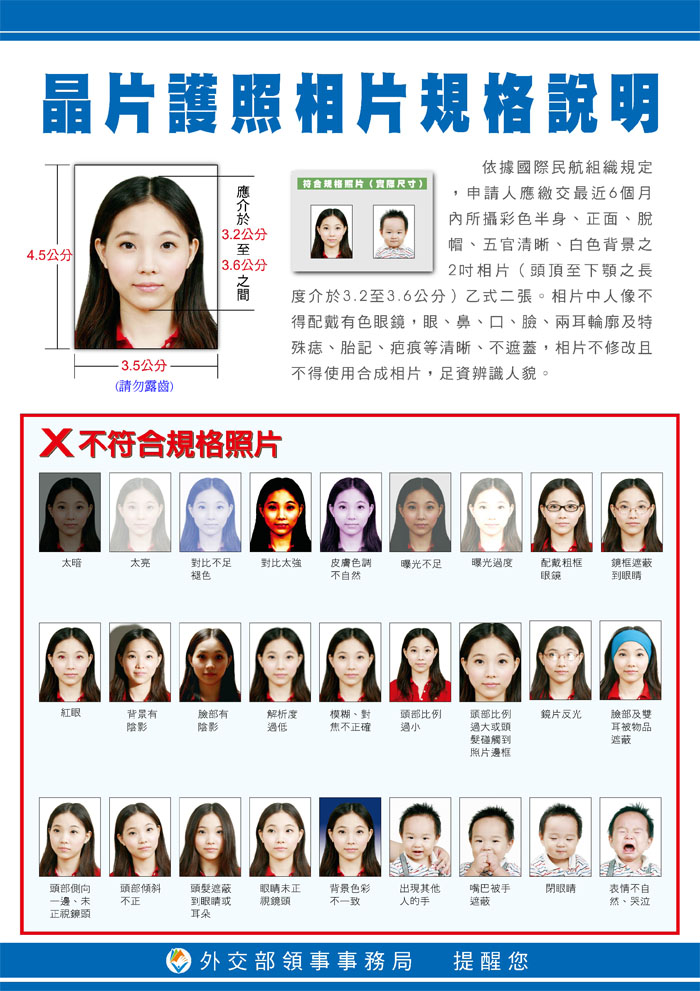 晶片護照相片規格說明
4.5公分
應介於
3.2公分
至
3.6公分
之間
3.5公分
(請勿露齒)
符合規格照片(實際尺寸)
依據國際民航組織規定
,申請人應繳交最近6個月
內所攝彩色半身、正面、脫
帽、五官清晰、白色背景之
2吋相片(頭頂至下顎之長
度介於3.2至3.6公分)乙式二張。相片中人像不
得配戴有色眼鏡,眼、鼻、口、臉、兩耳輪廓及特
殊痣、胎記、疤痕等清晰、不遮蓋,相片不修改且
不得使用合成相片,足資辨識人貌。
X不符合規格照片
太暗
太亮
對比不足
褪色
對比太強
皮膚色調
不自然
曝光不足
曝光過度
配戴粗框
眼鏡
鏡框遮蔽
到眼睛
紅眼
背景有
陰影
臉部有
陰影
解析度
過低
模糊、對
焦不正確
頭部比例
過小
頭部比例
過大或頭
髮碰觸到
照片邊框
鏡片反光
臉部及雙
耳被物品
遮蔽
頭部側向
一邊、未
正視鏡頭
頭部傾斜
不正
頭髮遮蔽
到眼睛或
耳朵
眼睛未正
視鏡頭
背景色彩
不一致
出現其他
人的手
嘴巴被手
遮蔽
閉眼睛
表情不自
然、哭泣
外交部領事事務局 提醒您